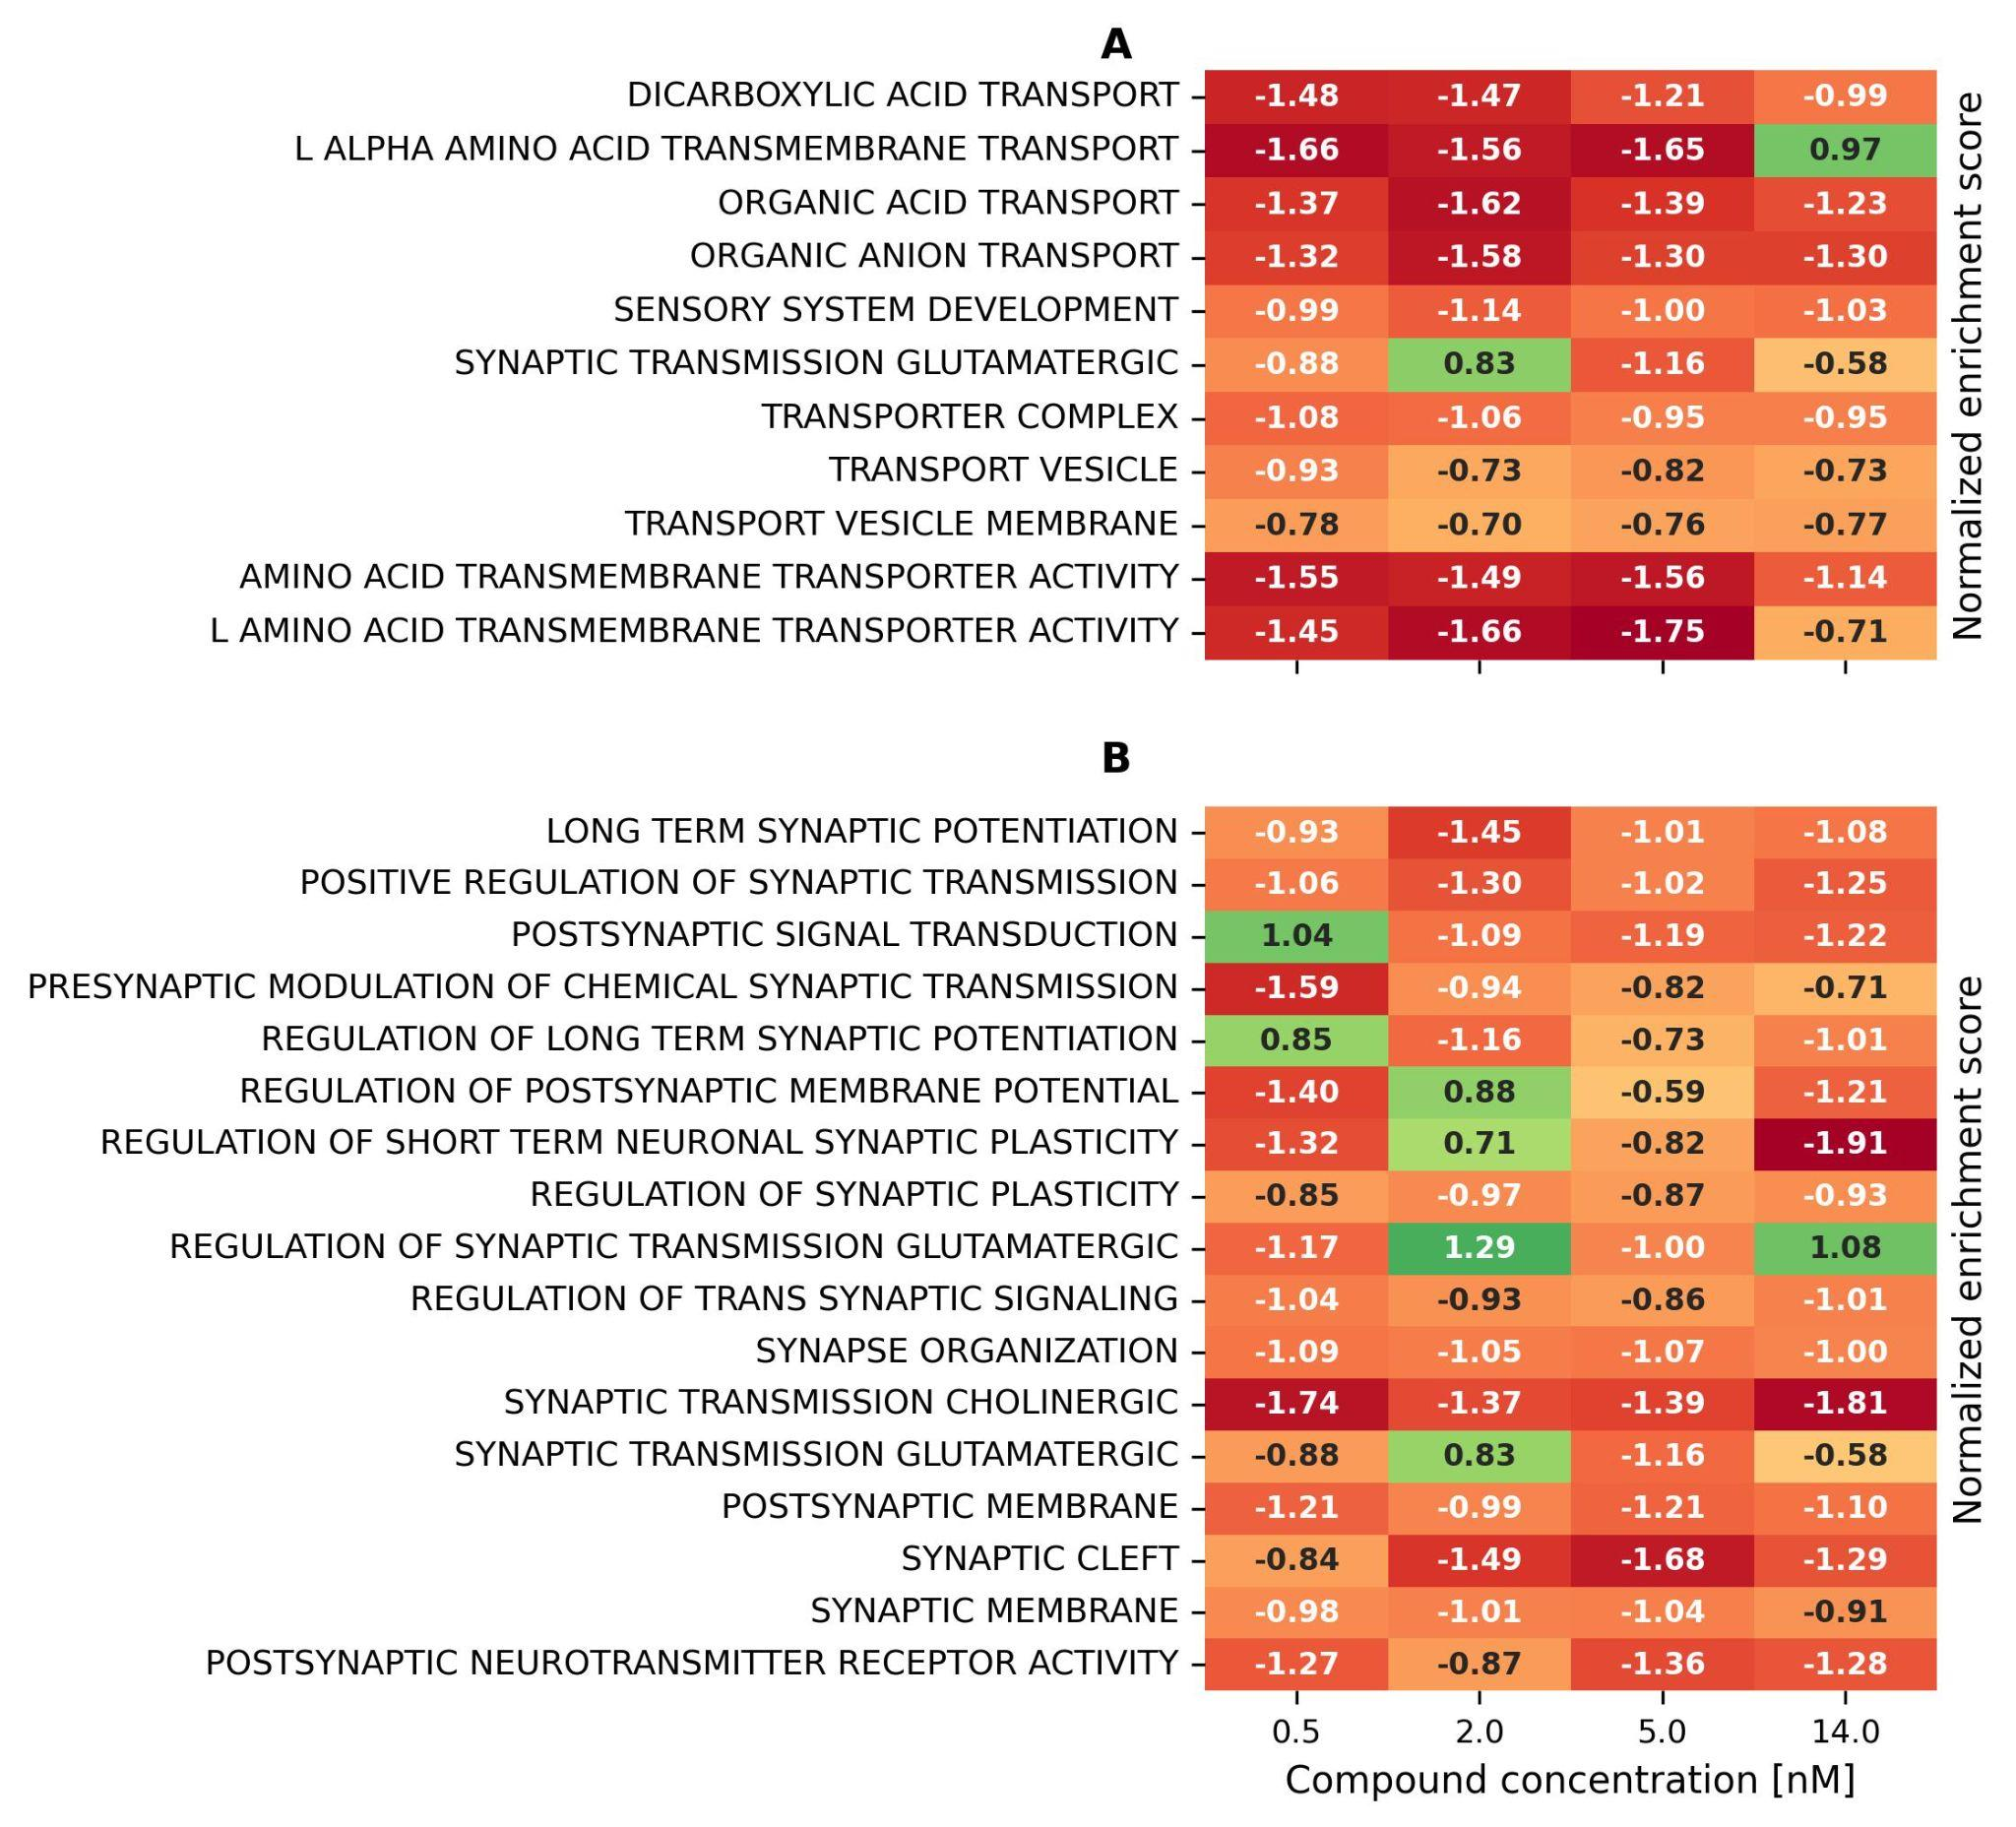 A
DICARBOXYLIC ACID TRANSPORT -1.48 -1.47 -1.21 -0.99
L ALPHA AMINO ACID TRANSMEMBRANE TRANSPORT -1.66 -1.56 -1.65 0.97
ORGANIC ACID TRANSPORT -1.37 -1.62 -1.39 -1.23
ORGANIC ANION TRANSPORT -1.32 -1.58 -1.30 -1.30
SENSORY SYSTEM DEVELOPMENT -0.99 -1.14 -1.00 -1.03
SYNAPTIC TRANSMISSION GLUTAMATERGIC -0.88 0.83 -1.16 -0.58
TRANSPORTER COMPLEX -1.08 -1.06 -0.95 -0.95
TRANSPORT VESICLE -0.93 -0.73 -0.82 -0.73
TRANSPORT VESICLE MEMBRANE -0.78 -0.70 -0.76 -0.77
AMINO ACID TRANSMEMBRANE TRANSPORTER ACTIVITY -1.55 -1.49 -1.56 -1.14
L AMINO ACID TRANSMEMBRANE TRANSPORTER ACTIVITY -1.45 -1.66 -1.75 -0.71
Normalized enrichment score
B
LONG TERM SYNAPTIC POTENTIATION -0.93 -1.45 -1.01 -1.08
POSITIVE REGULATION OF SYNAPTIC TRANSMISSION -1.06 -1.30 -1.02 -1.25
POSTSYNAPTIC SIGNAL TRANSDUCTION 1.04 -1.09 -1.19 -1.22
PRESYNAPTIC MODULATION OF CHEMICAL SYNAPTIC TRANSMISSION -1.59 -0.94 -0.82 -0.71
REGULATION OF LONG TERM SYNAPTIC POTENTIATION 0.85 -1.16 -0.73 -1.01
REGULATION OF POSTSYNAPTIC MEMBRANE POTENTIAL -1.40 0.88 -0.59 -1.21
REGULATION OF SHORT TERM NEURONAL SYNAPTIC PLASTICITY -1.32 0.71 -0.82 -1.91
REGULATION OF SYNAPTIC PLASTICITY -0.85 -0.97 -0.87 -0.93
REGULATION OF SYNAPTIC TRANSMISSION GLUTAMATERGIC -1.17 1.29 -1.00 1.08
REGULATION OF TRANS SYNAPTIC SIGNALING -1.04 -0.93 -0.86 -1.01
SYNAPSE ORGANIZATION -1.09 -1.05 -1.07 -1.00
SYNAPTIC TRANSMISSION CHOLINERGIC -1.74 -1.37 -1.39 -1.81
SYNAPTIC TRANSMISSION GLUTAMATERGIC -0.88 0.83 -1.16 -0.58
POSTSYNAPTIC MEMBRANE -1.21 -0.99 -1.21 -1.10
SYNAPTIC CLEFT -0.84 -1.49 -1.68 -1.29
SYNAPTIC MEMBRANE -0.98 -1.01 -1.04 -0.91
POSTSYNAPTIC NEUROTRANSMITTER RECEPTOR ACTIVITY -1.27 -0.87 -1.36 -1.28
Normalized enrichment score
0.5 2.0 5.0 14.0
Compound concentration [nM]